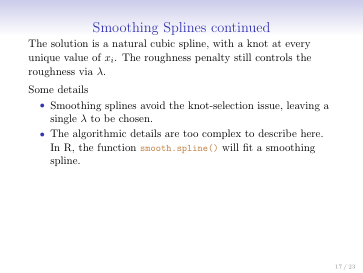 Smoothing Splines continued
The solution is a natural cubic spline, with a knot at every
unique value of xᵢ. The roughness penalty still controls the
roughness via λ.
Some details
• Smoothing splines avoid the knot-selection issue, leaving a
single λ to be chosen.
• The algorithmic details are too complex to describe here.
In R, the function smooth.spline() will fit a smoothing
spline.
17 / 23